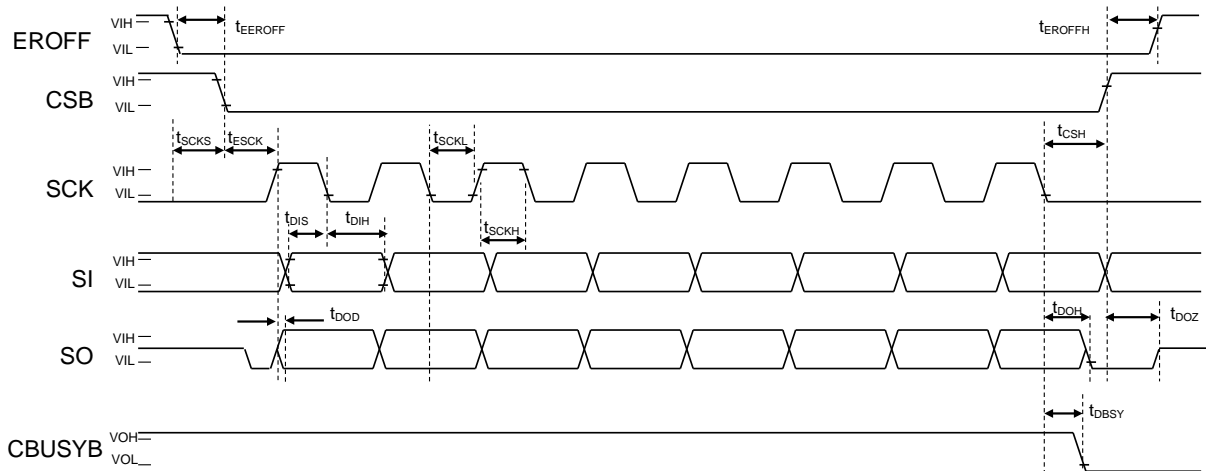 VIH
EROFF
VIL
tEEROFF
tEROFFH
VIH
CSB
VIL
tSCKS
tESCK
tSCKL
tCSH
VIH
SCK
VIL
tDIS
tDIH
tSCKH
VIH
SI
VIL
tDOD
tDOH
tDOZ
VIH
SO
VIL
tDBSY
VOH
CBUSYB
VOL